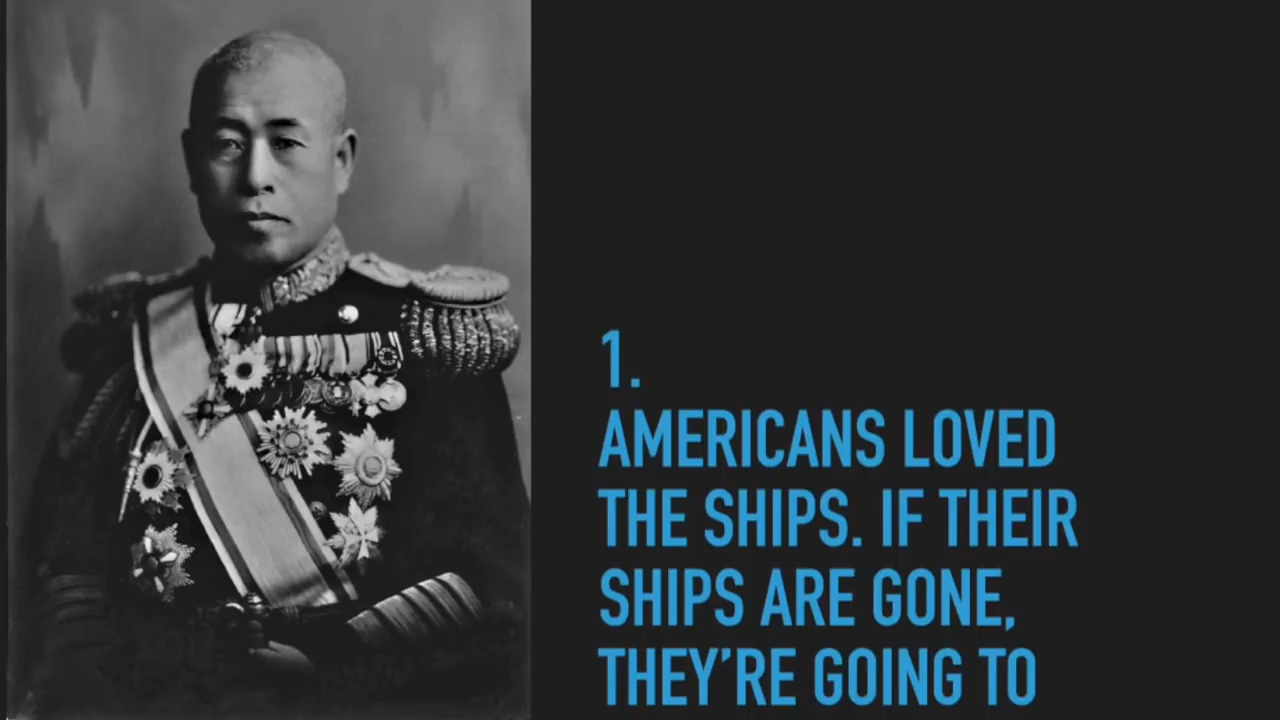 1.
AMERICANS LOVED
THE SHIPS. IF THEIR
SHIPS ARE GONE,
THEY’RE GOING TO